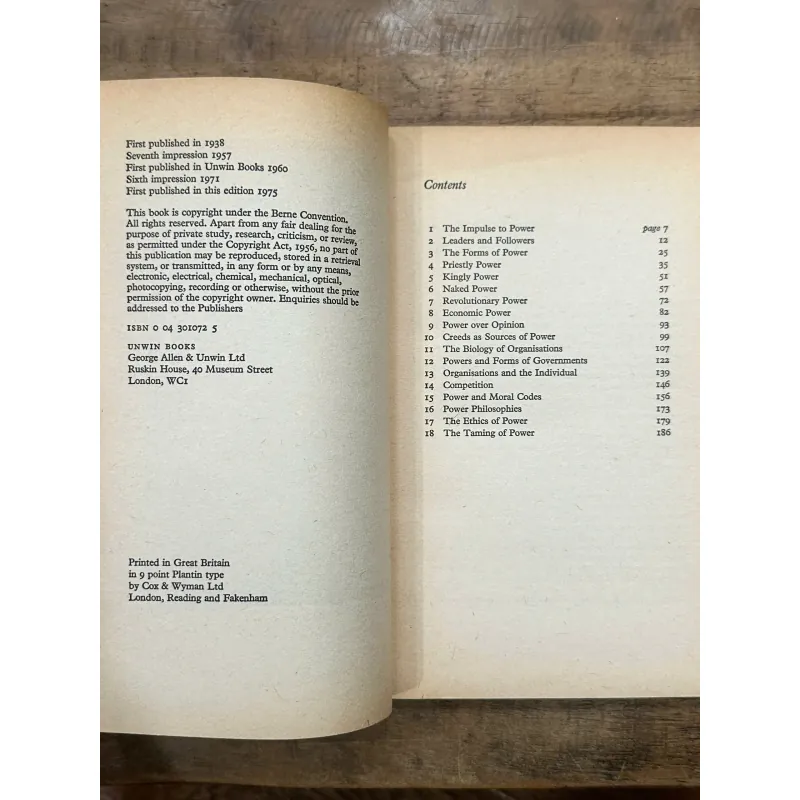 First published in 1938
Seventh impression 1957
First published in Unwin Books 1960
Sixth impression 1971
First published in this edition 1975
This book is copyright under the Berne Convention.
All rights reserved. Apart from any fair dealing for the
purpose of private study, research, criticism, or review,
as permitted under the Copyright Act, 1956, no part of
this publication may be reproduced, stored in a retrieval
system, or transmitted, in any form or by any means,
electronic, electrical, chemical, mechanical, optical,
photocopying, recording or otherwise, without the prior
permission of the copyright owner. Enquiries should be
addressed to the Publishers
ISBN 0 04 301072 5
UNWIN BOOKS
George Allen & Unwin Ltd
Ruskin House, 40 Museum Street
London, WC1
Printed in Great Britain
in 9 point Plantin type
by Cox & Wyman Ltd
London, Reading and Fakenham
Contents
1 The Impulse to Power page 7
2 Leaders and Followers 12
3 The Forms of Power 25
4 Priestly Power 35
5 Kingly Power 51
6 Naked Power 57
7 Revolutionary Power 72
8 Economic Power 82
9 Power over Opinion 93
10 Creeds as Sources of Power 99
11 The Biology of Organisations 107
12 Powers and Forms of Governments 122
13 Organisations and the Individual 139
14 Competition 146
15 Power and Moral Codes 156
16 Power Philosophies 173
17 The Ethics of Power 179
18 The Taming of Power 186